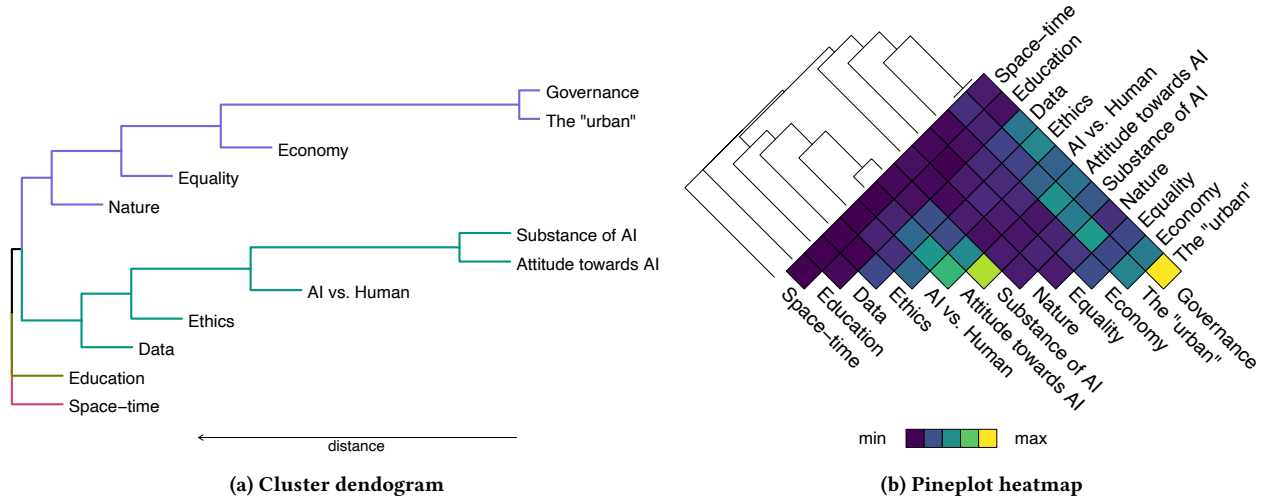 Governance
The "urban"
Economy
Equality
Nature
Substance of AI
Attitude towards AI
AI vs. Human
Ethics
Data
Education
Space−time
distance
(a) Cluster dendogram
Space−time
Education
Data
Ethics
AI vs. Human
Attitude towards AI
Substance of AI
Nature
Equality
Economy
The "urban"
Space−time
Education
Data
Ethics
AI vs. Human
Attitude towards AI
Substance of AI
Nature
Equality
Economy
The "urban"
Governance
min max
(b) Pineplot heatmap